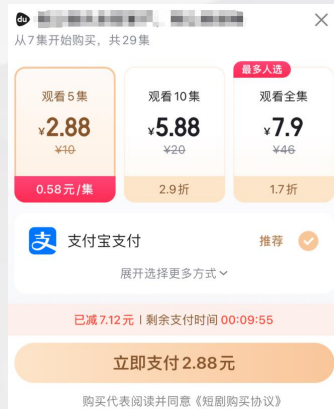 du
从7集开始购买，共29集
最多人选
观看5集
¥2.88
¥10
0.58元/集
观看10集
¥5.88
¥20
2.9折
观看全集
¥7.9
¥46
1.7折
支 支付宝支付
推荐
展开选择更多方式
已减7.12元 | 剩余支付时间 00:09:55
立即支付2.88元
购买代表阅读并同意《短剧购买协议》